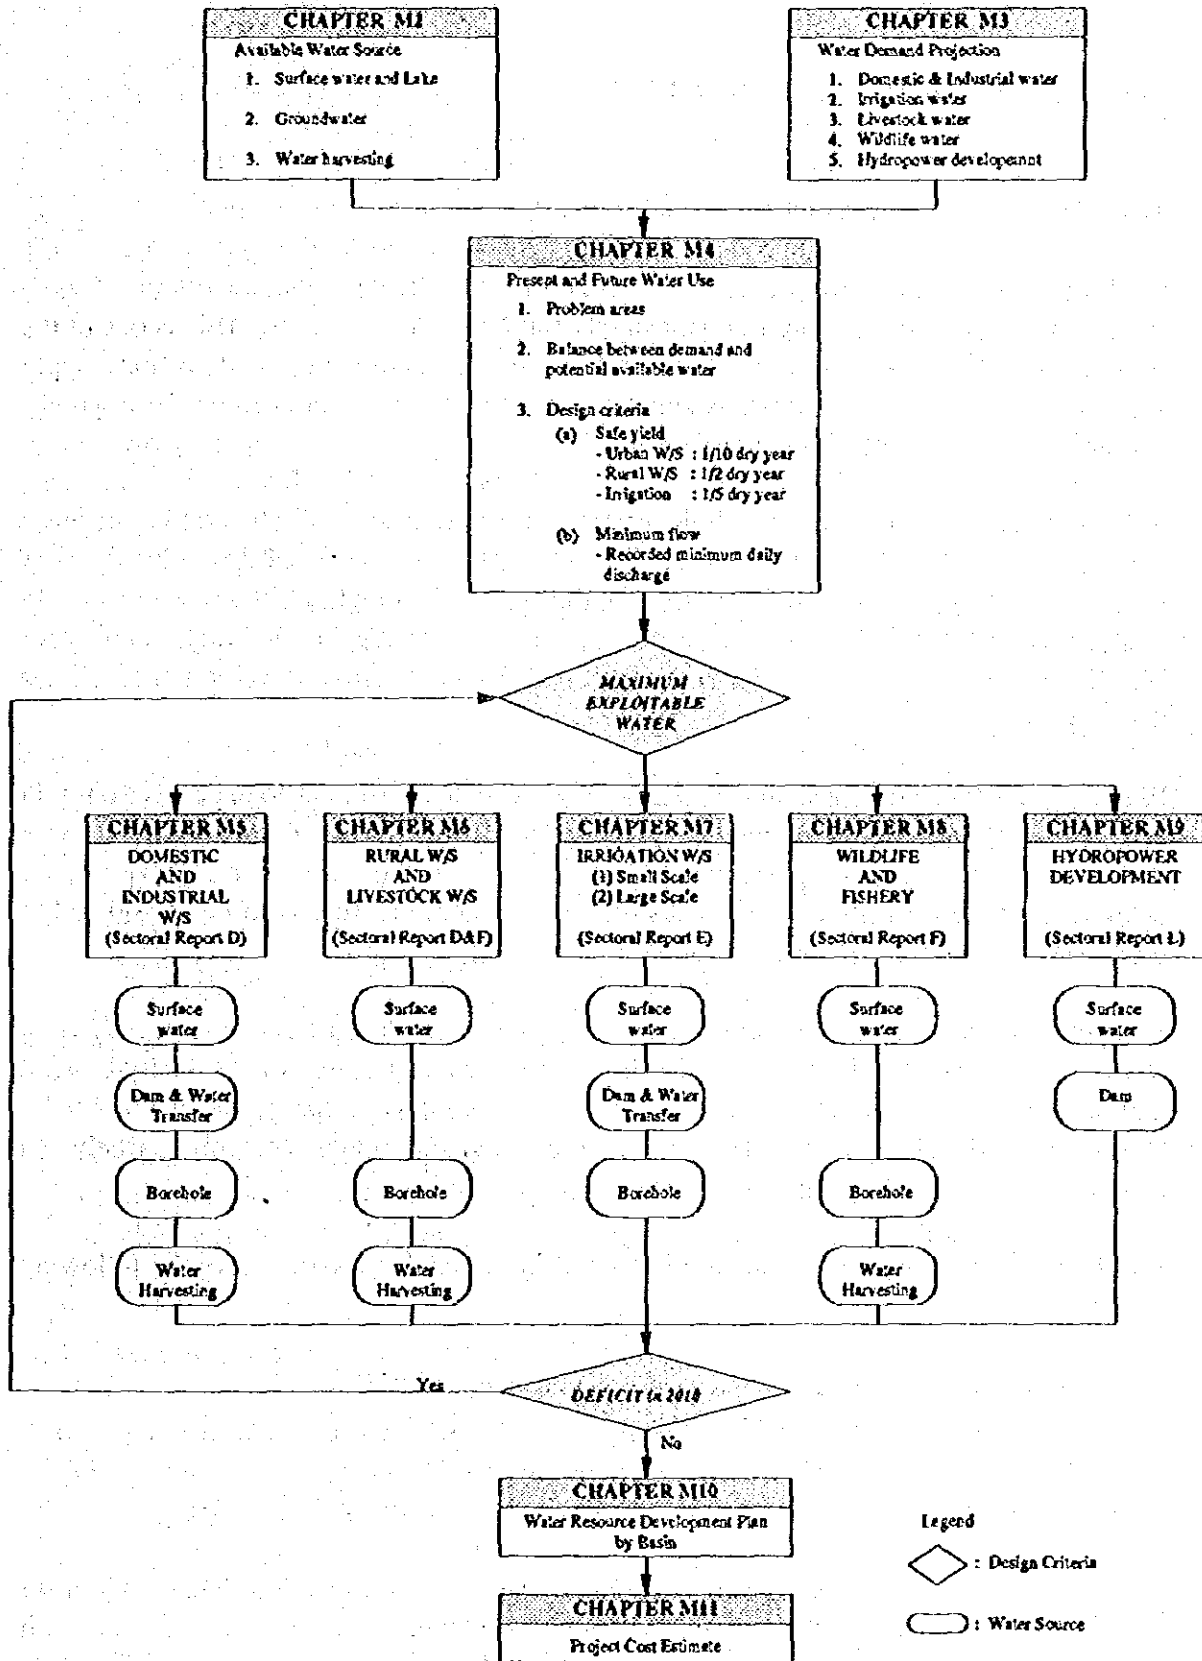 CHAPTER M2
Available Water Source
1. Surface water and Lake
2. Groundwater
3. Water harvesting
CHAPTER M3
Water Demand Projection
1. Domestic & Industrial water
2. Irrigation water
3. Livestock water
4. Wildlife water
5. Hydropower developemnt
CHAPTER M4
Present and Future Water Use
1. Problem areas
2. Balance between demand and
potential available water
3. Design criteria
(a) Safe yield
- Urban W/S : 1/10 dry year
- Rural W/S : 1/2 dry year
- Irrigation : 1/5 dry year
(b) Minimum flow
- Recorded minimum daily
discharge
MAXIMUM
EXPLOITABLE
WATER
CHAPTER M5
DOMESTIC
AND
INDUSTRIAL
W/S
(Sectoral Report D)
Surface
water
Dam & Water
Transfer
Borehole
Water
Harvesting
CHAPTER M6
RURAL W/S
AND
LIVESTOCK W/S
(Sectoral Report D&F)
Surface
water
Borehole
Water
Harvesting
CHAPTER M7
IRRIGATION W/S
(1) Small Scale
(2) Large Scale
(Sectoral Report E)
Surface
water
Dam & Water
Transfer
Borehole
CHAPTER M8
WILDLIFE
AND
FISHERY
(Sectoral Report F)
Surface
water
Borehole
Water
Harvesting
CHAPTER M9
HYDROPOWER
DEVELOPMENT
(Sectoral Report L)
Surface
water
Dam
DEFICIT in 2010
Yes
No
CHAPTER M10
Water Resource Development Plan
by Basin
CHAPTER M11
Project Cost Estimate
Legend
: Design Criteria
: Water Source